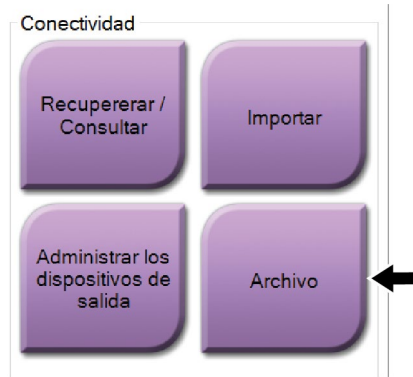 Conectividad
Recupererar /
Consultar
Importar
Administrar los
dispositivos de
salida
Archivo